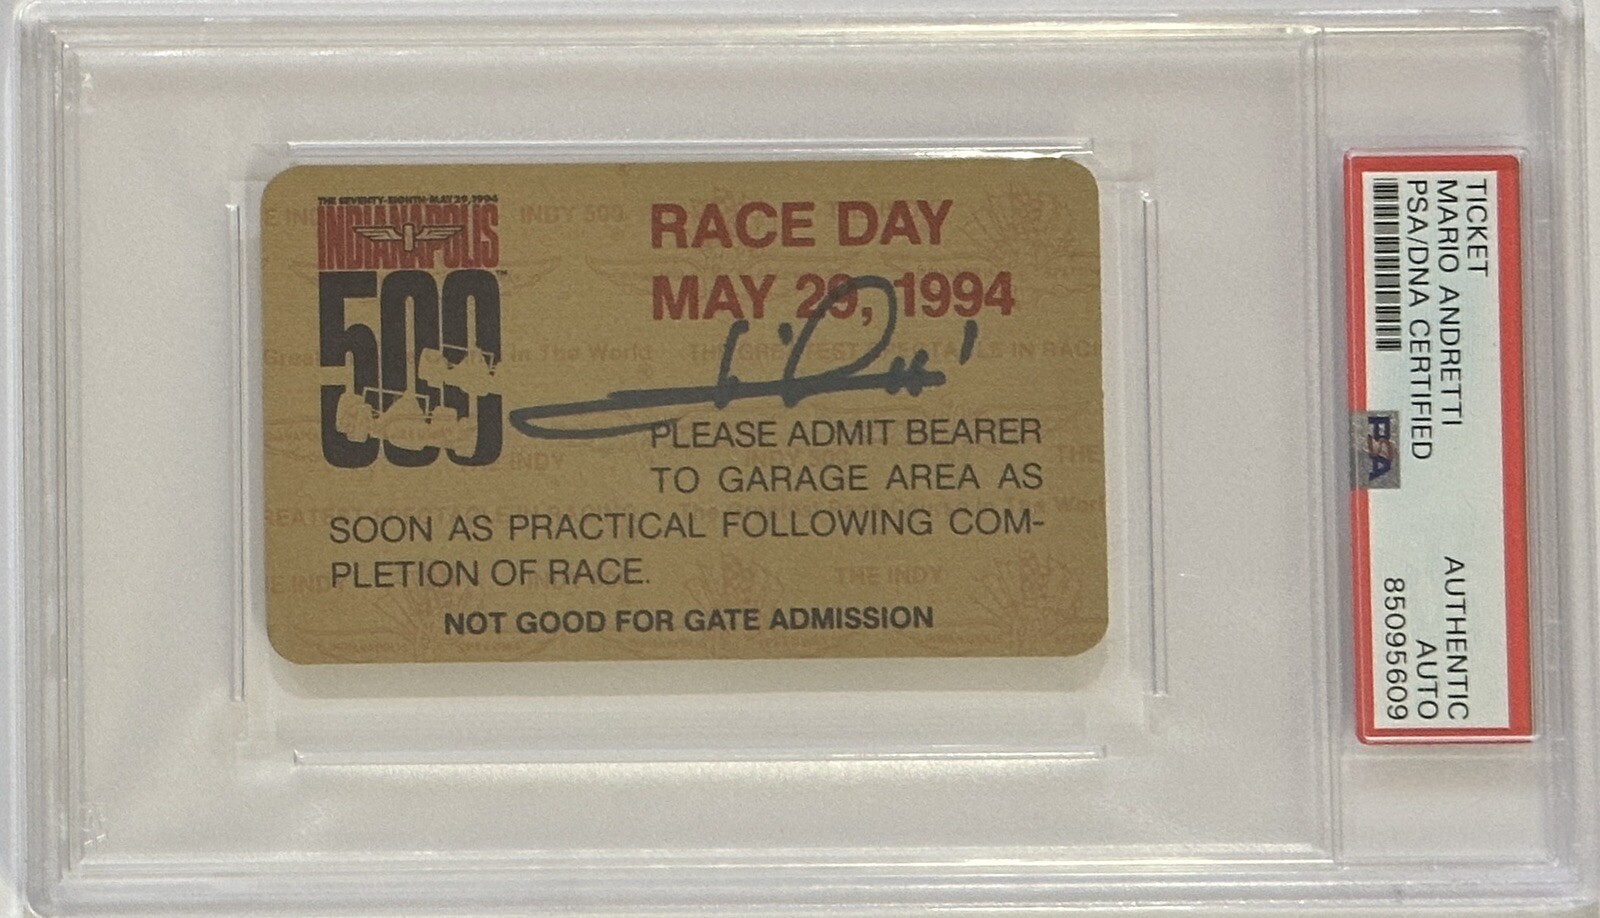 THE SEVENTY-EIGHTH • MAY 29, 1994
INDIANAPOLIS
500™
RACE DAY
MAY 29, 1994
PLEASE ADMIT BEARER
TO GARAGE AREA AS
SOON AS PRACTICAL FOLLOWING COM-
PLETION OF RACE.
NOT GOOD FOR GATE ADMISSION
TICKET
MARIO ANDRETTI
PSA/DNA CERTIFIED
AUTHENTIC
AUTO
85095609
PSA